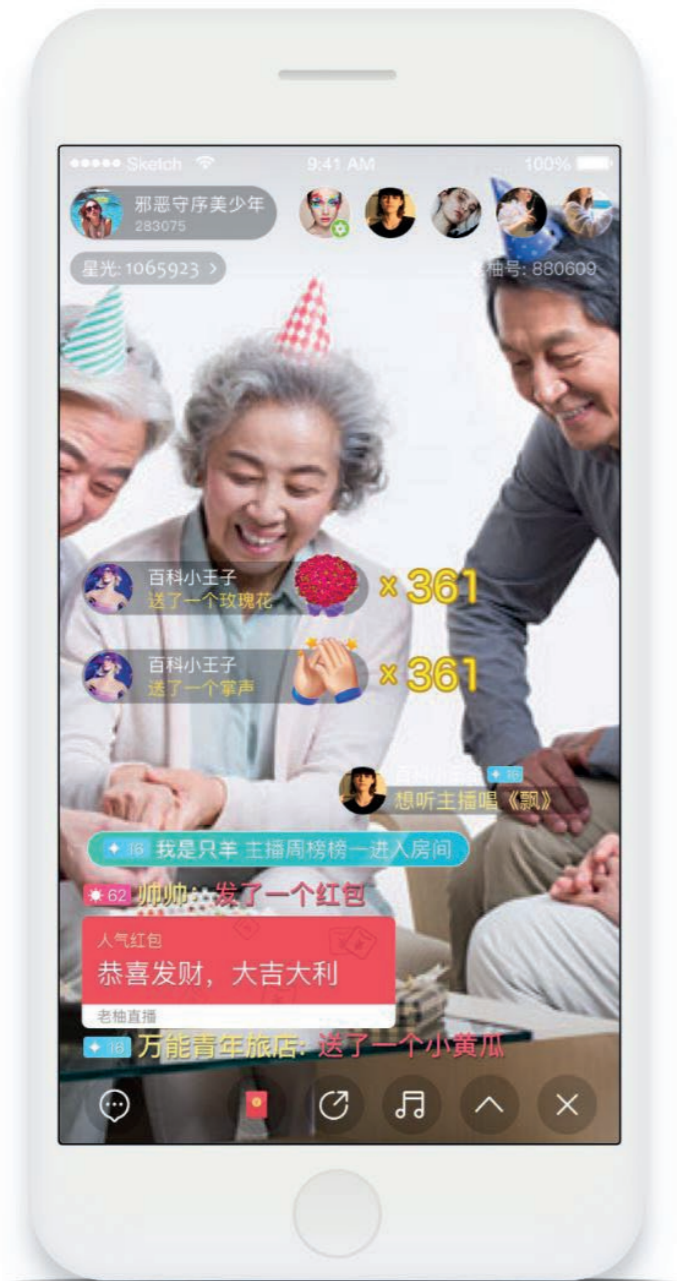 Sketch 9:41 AM 100%
邪恶守序美少年
283075
星光: 1065923 >
柚号: 880609
百科小王子
送了一个玫瑰花
×361
百科小王子
送了一个掌声
×361
16
想听主播唱《飘》
16 我是只羊 主播周榜榜一进入房间
62 帅帅: 发了一个红包
人气红包
恭喜发财，大吉大利
老柚直播
16 万能青年旅店: 送了一个小黄瓜